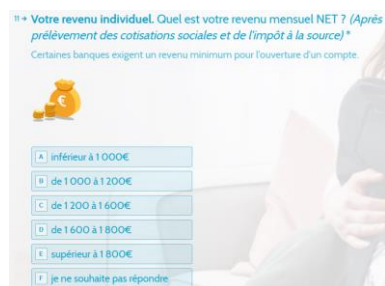 11→ Votre revenu individuel. Quel est votre revenu mensuel NET ? (Après
prélèvement des cotisations sociales et de l'impôt à la source) *
Certaines banques exigent un revenu minimum pour l'ouverture d'un compte.
€
A inférieur à 1 000€
B de 1 000 à 1 200€
C de 1 200 à 1 600€
D de 1 600 à 1 800€
E supérieur à 1 800€
F je ne souhaite pas répondre